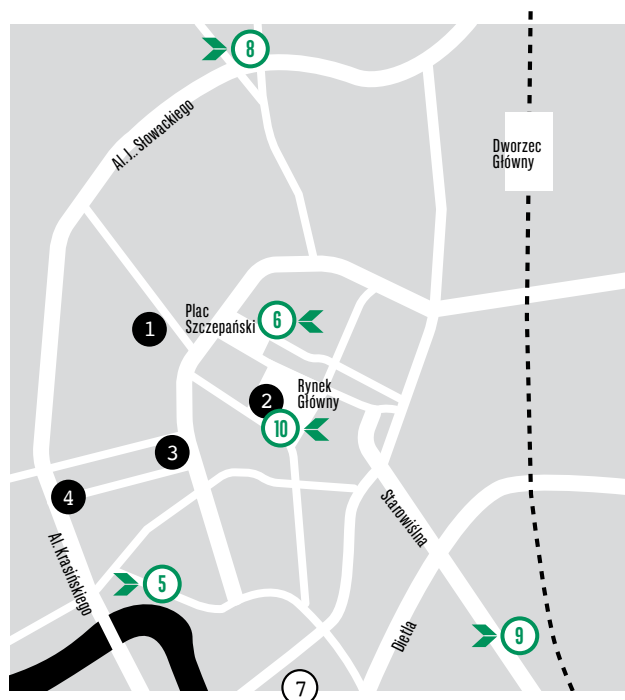 8
Al. J.. Słowackiego
Dworzec
Główny
Plac
Szczepański
6
1
Rynek
Główny
2
10
3
4
Starowiślna
Al. Krasińskiego
5
Dietla
9
7